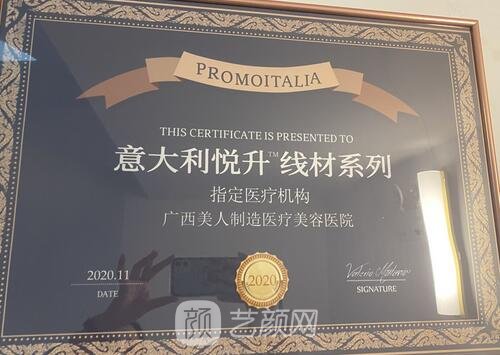 PROMOITALIA
THIS CERTIFICATE IS PRESENTED TO
意大利悦升™线材系列
指定医疗机构
广西美人制造医疗美容医院
2020.11
DATE
2020
SIGNATURE
颜艺颜网